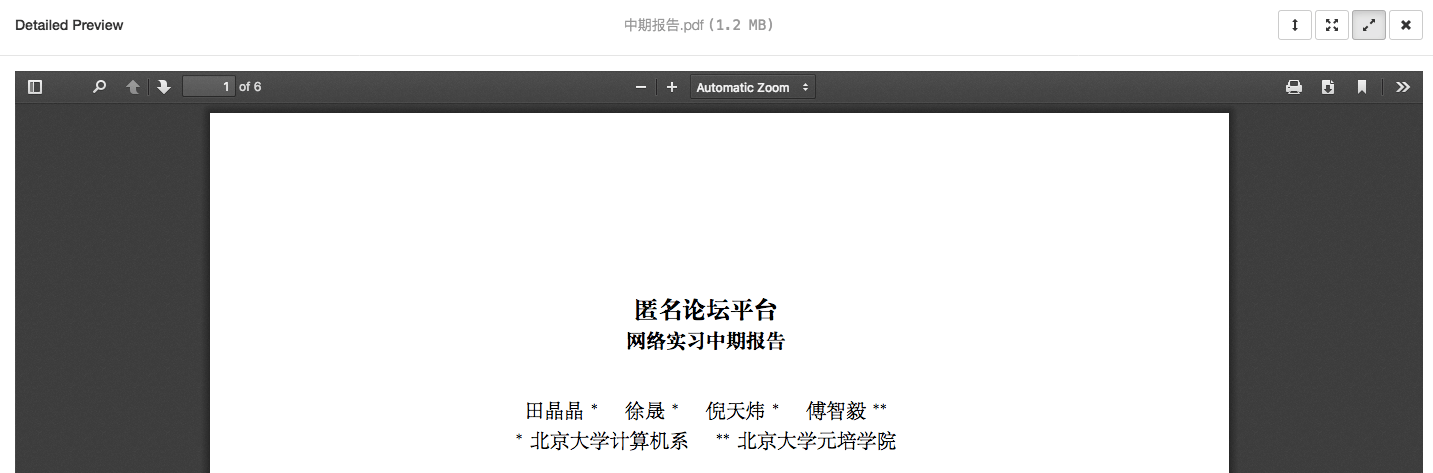 Detailed Preview
中期报告.pdf (1.2 MB)
1 of 6
Automatic Zoom
匿名论坛平台
网络实习中期报告
田晶晶 * 徐晟 * 倪天炜 * 傅智毅 **
* 北京大学计算机系 ** 北京大学元培学院